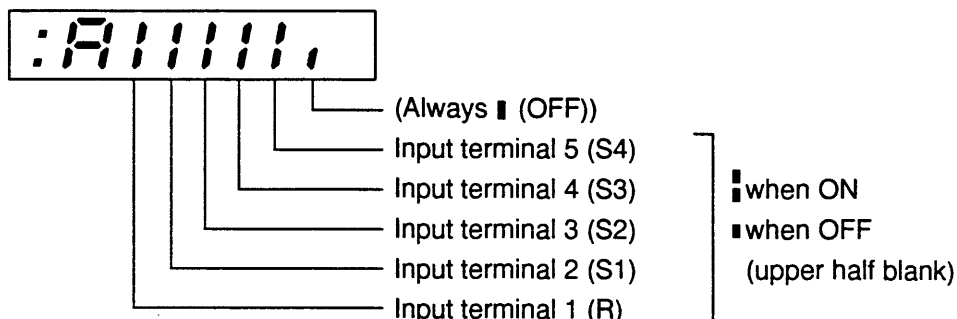 :A11111ı
(Always ▮ (OFF))
Input terminal 5 (S4)
Input terminal 4 (S3)
when ON
Input terminal 3 (S2)
▮when OFF
Input terminal 2 (S1)
(upper half blank)
Input terminal 1 (R)